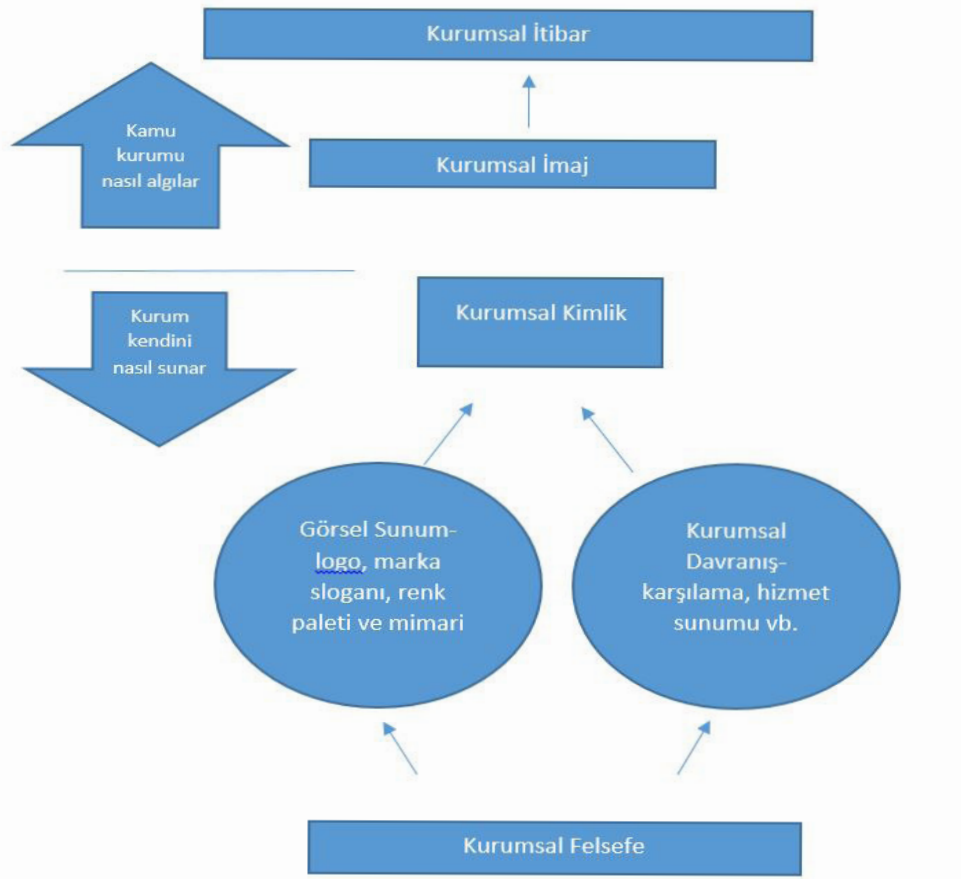 Kurumsal İtibar
Kamu
kurumu
nasıl algılar
Kurumsal İmaj
Kurum
kendini
nasıl sunar
Kurumsal Kimlik
Görsel Sunum-
logo, marka
sloganı, renk
paleti ve mimari
Kurumsal
Davranış-
karşılama, hizmet
sunumu vb.
Kurumsal Felsefe